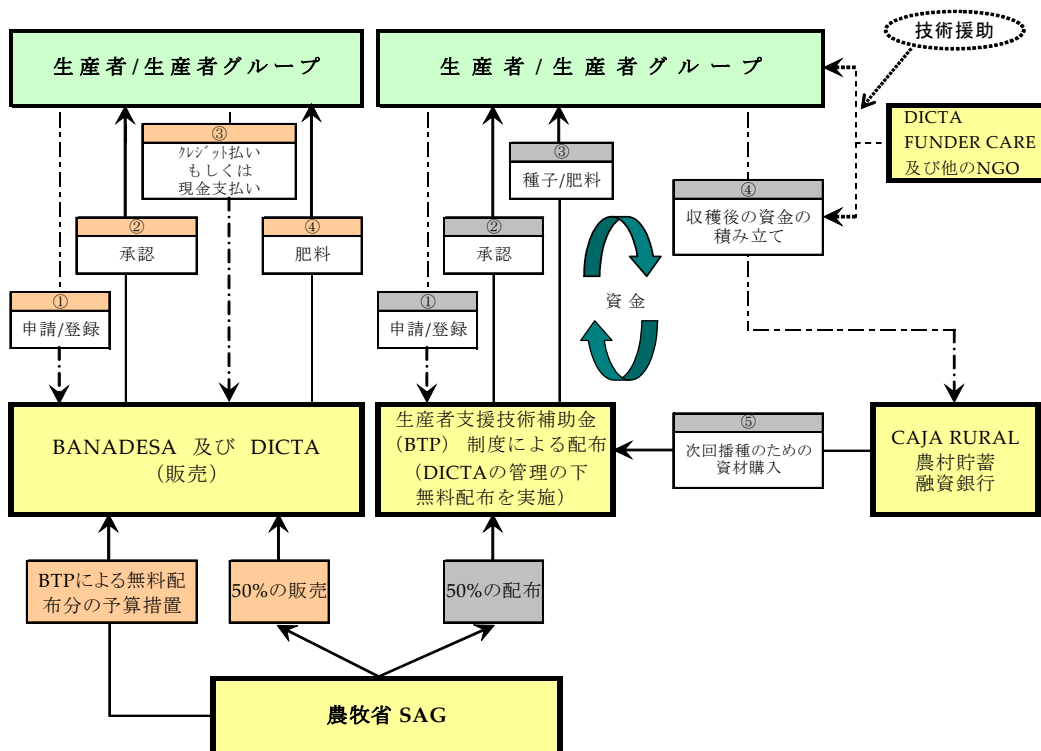 技術援助
生産者/生産者グループ
生産者/生産者グループ
DICTA
FUNDER CARE
及び他のNGO
③
クレジット払い
もしくは
現金支払い
③
種子/肥料
④
収穫後の資金の
積み立て
②
承認
④
肥料
②
承認
①
申請/登録
①
申請/登録
資金
BANADESA 及び DICTA
(販売)
生産者支援技術補助金
(BTP) 制度による配布
(DICTAの管理の下
無料配布を実施)
⑤
次回播種のための
資材購入
CAJA RURAL
農村貯蓄
融資銀行
BTPによる無料配
布分の予算措置
50%の販売
50%の配布
農牧省 SAG